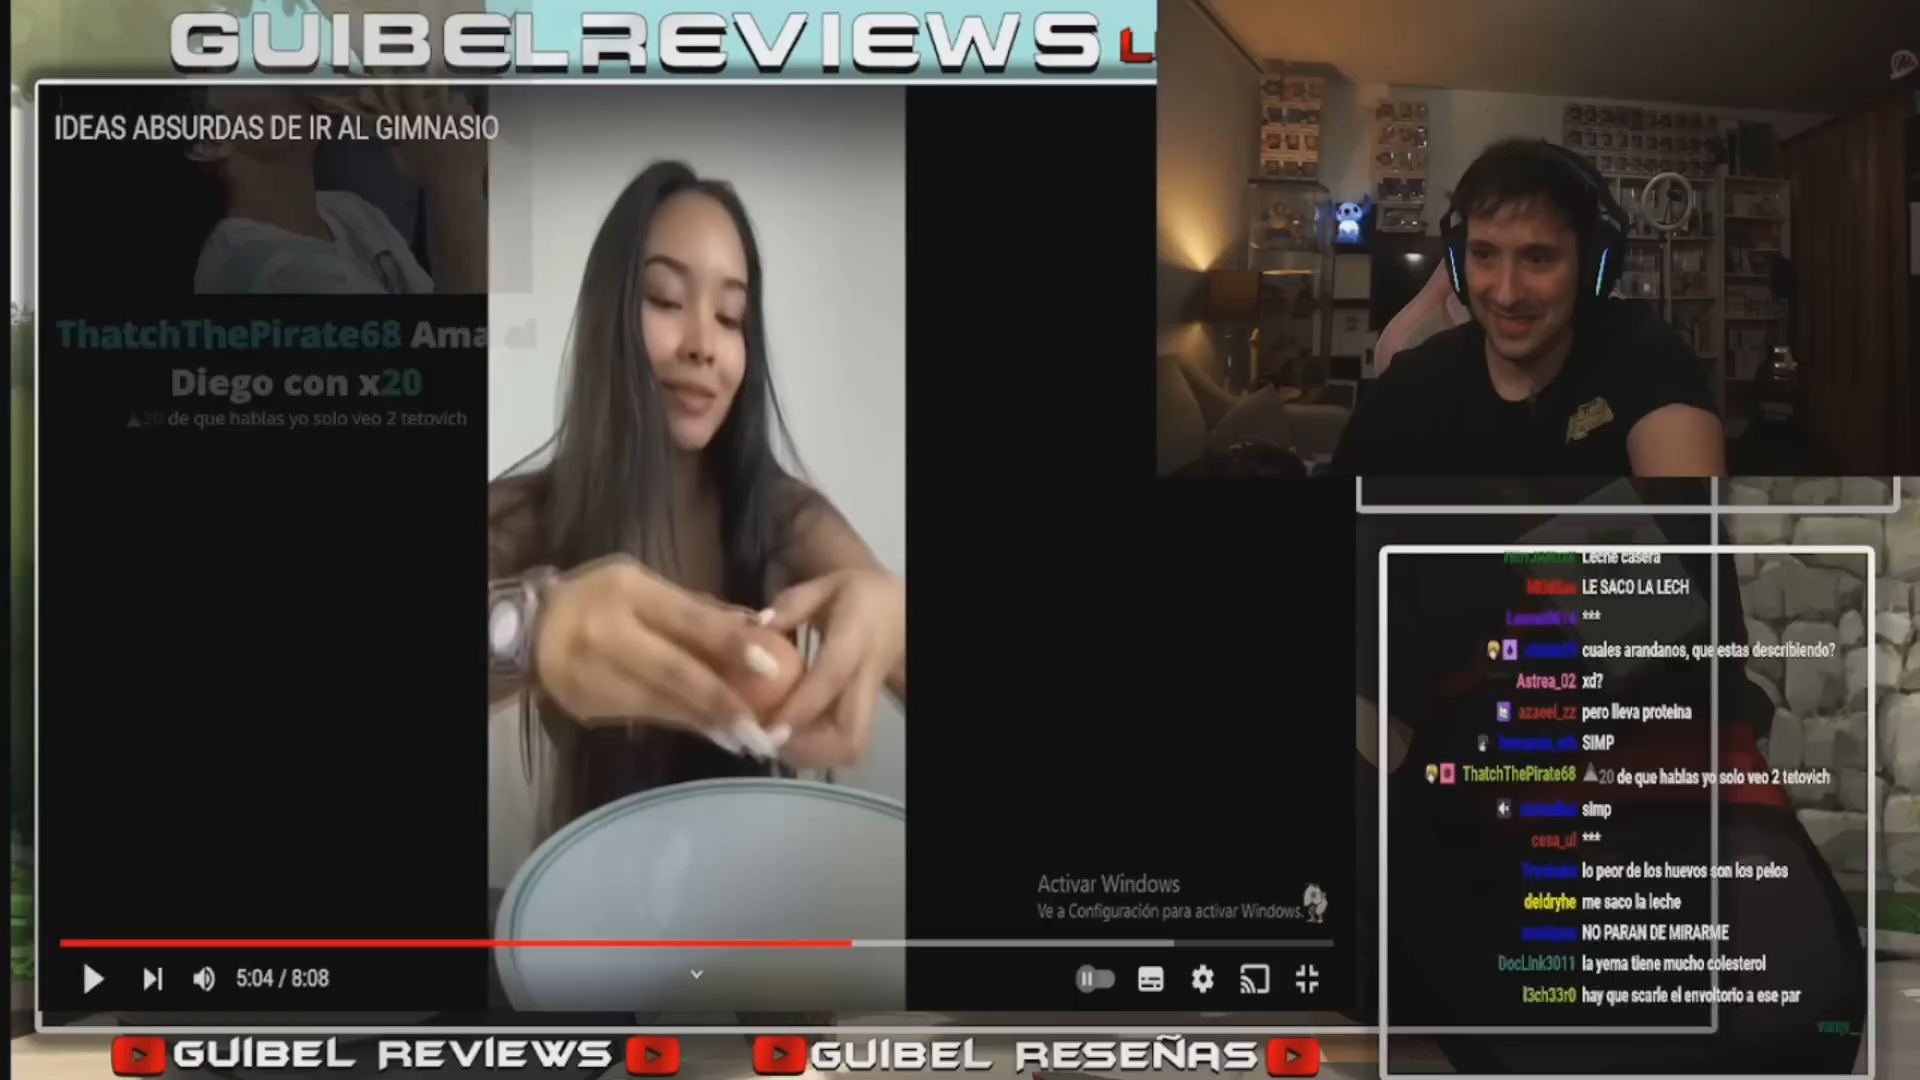 GUIBELREVIEWS
IDEAS ABSURDAS DE IR AL GIMNASIO
ThatchThePirate68
Diego con x20
20 de que hablas yo solo veo 2 tetovich
Activar Windows
Ve a Configuración para activar Windows.
5:04 / 8:08
Leche casera
LE SACO LA LECH
***
cuales arandanos, que estas describiendo?
Astrea_02 xd?
azaeel_zz pero lleva proteina
SIMP
ThatchThePirate68 20 de que hablas yo solo veo 2 tetovich
simp
cesa_ul ***
lo peor de los huevos son los pelos
deldryhe me saco la leche
NO PARAN DE MIRARME
DocLink3011 la yema tiene mucho colesterol
l3ch33r0 hay que scarle el envoltorio a ese par
GUIBEL REVIEWS
GUIBEL RESEÑAS